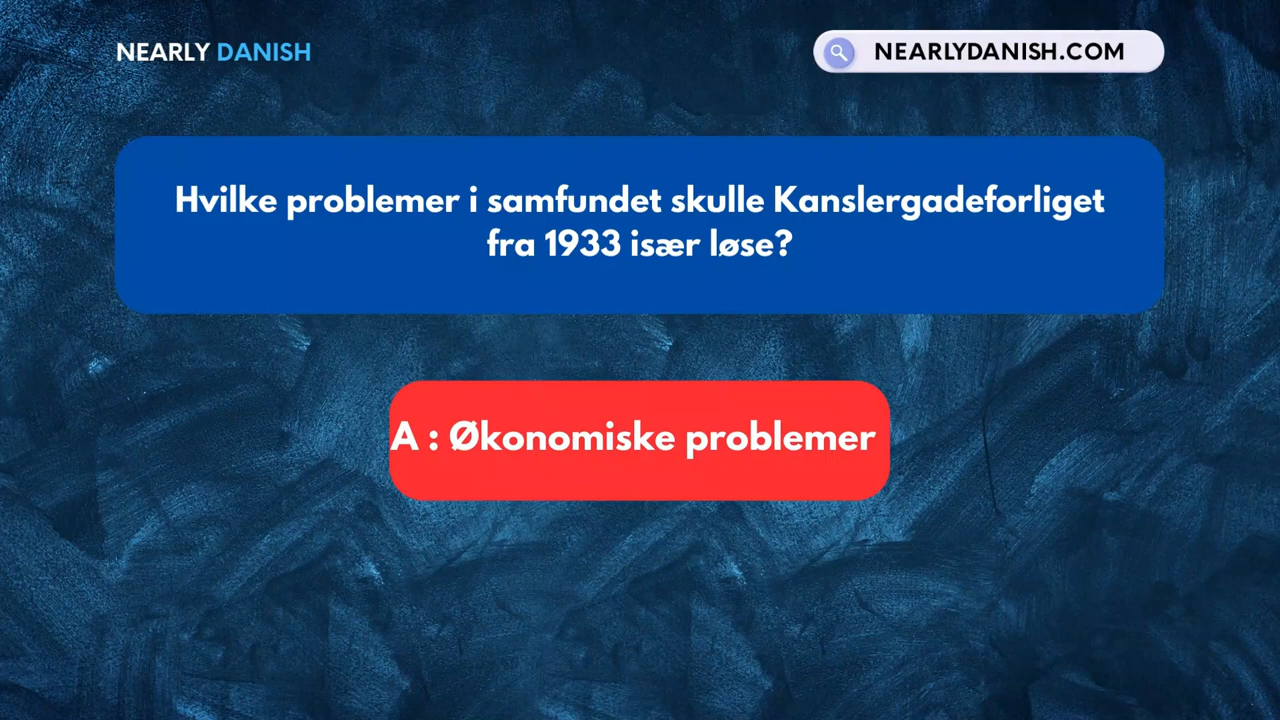 NEARLY DANISH
NEARLYDANISH.COM
Hvilke problemer i samfundet skulle Kanslergadeforliget
fra 1933 især løse?
A : Økonomiske problemer